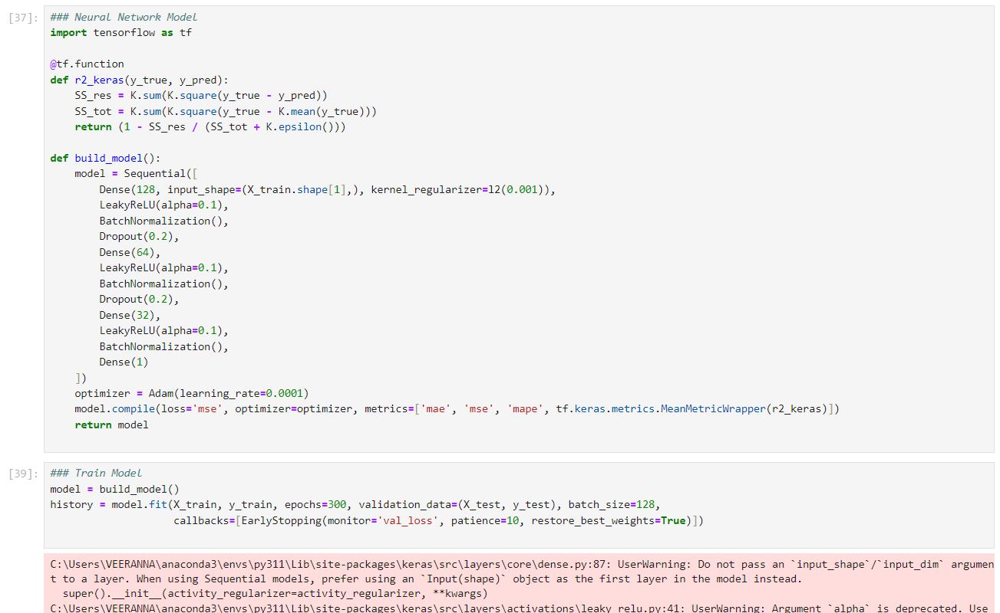 [37]:
### Neural Network Model
import tensorflow as tf
@tf.function
def r2_keras(y_true, y_pred):
    SS_res = K.sum(K.square(y_true - y_pred))
    SS_tot = K.sum(K.square(y_true - K.mean(y_true)))
    return (1 - SS_res / (SS_tot + K.epsilon()))
def build_model():
    model = Sequential([
        Dense(128, input_shape=(X_train.shape[1],), kernel_regularizer=l2(0.001)),
        LeakyReLU(alpha=0.1),
        BatchNormalization(),
        Dropout(0.2),
        Dense(64),
        LeakyReLU(alpha=0.1),
        BatchNormalization(),
        Dropout(0.2),
        Dense(32),
        LeakyReLU(alpha=0.1),
        BatchNormalization(),
        Dense(1)
    ])
    optimizer = Adam(learning_rate=0.0001)
    model.compile(loss='mse', optimizer=optimizer, metrics=['mae', 'mse', 'mape', tf.keras.metrics.MeanMetricWrapper(r2_keras)])
    return model
[39]:
### Train Model
model = build_model()
history = model.fit(X_train, y_train, epochs=300, validation_data=(X_test, y_test), batch_size=128,
                    callbacks=[EarlyStopping(monitor='val_loss', patience=10, restore_best_weights=True)])
C:\Users\VEERANNA\anaconda3\envs\py311\Lib\site-packages\keras\src\layers\core\dense.py:87: UserWarning: Do not pass an `input_shape`/`input_dim` argumen
t to a layer. When using Sequential models, prefer using an `Input(shape)` object as the first layer in the model instead.
  super().__init__(activity_regularizer=activity_regularizer, **kwargs)
C:\Users\VEERANNA\anaconda3\envs\py311\Lib\site-packages\keras\src\layers\activations\leaky_relu.py:41: UserWarning: Argument `alpha` is deprecated. Use